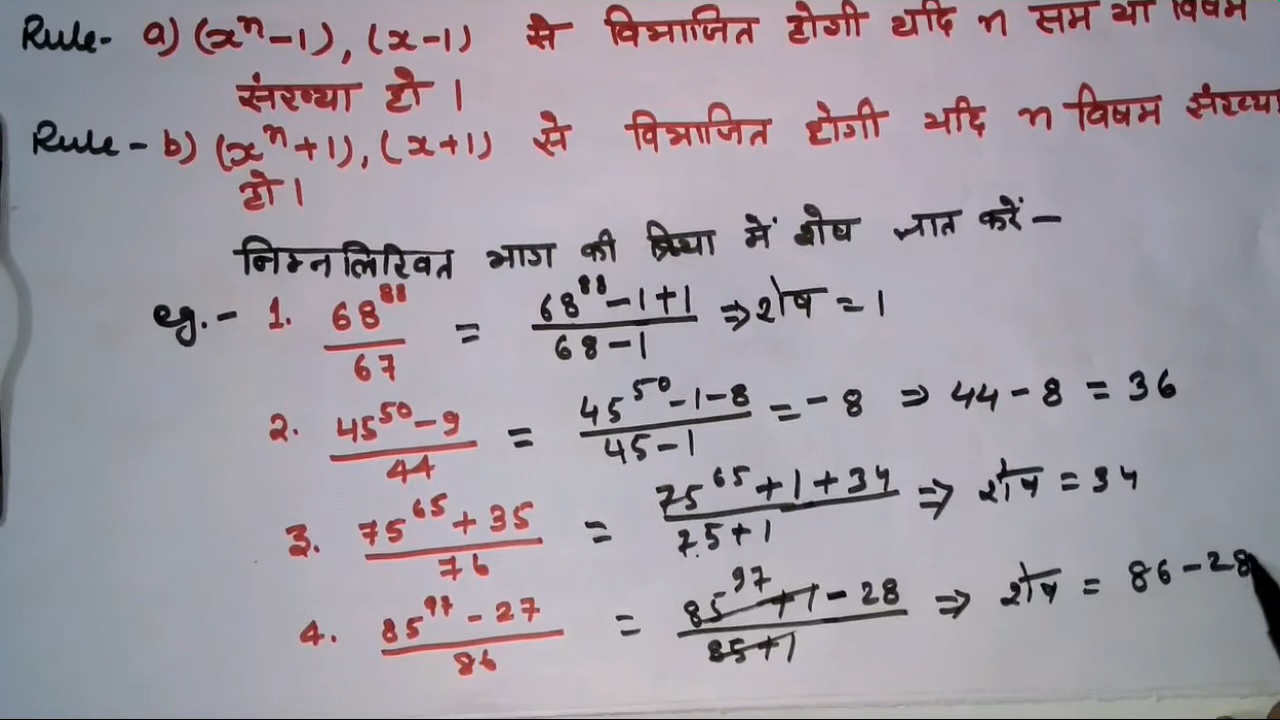 Rule- a) (xⁿ-1), (x-1) से विभाजित होगी यदि n सम या विषम
संख्या हो ।
Rule - b) (xⁿ+1), (x+1) से विभाजित होगी यदि n विषम संख्या
हो ।
निम्नलिखित भाग की क्रिया में शेष ज्ञात करें -
eg.- 1. 68⁸⁸/67 = (68⁸⁸-1+1)/(68-1) ⇒ शेष = 1
2. (45⁵⁰-9)/44 = (45⁵⁰-1-8)/(45-1) = -8 ⇒ 44-8 = 36
3. (75⁶⁵+35)/76 = (75⁶⁵+1+34)/(75+1) ⇒ शेष = 34
4. (85⁹⁷-27)/86 = (85⁹⁷+1-28)/(85+1) ⇒ शेष = 86-28